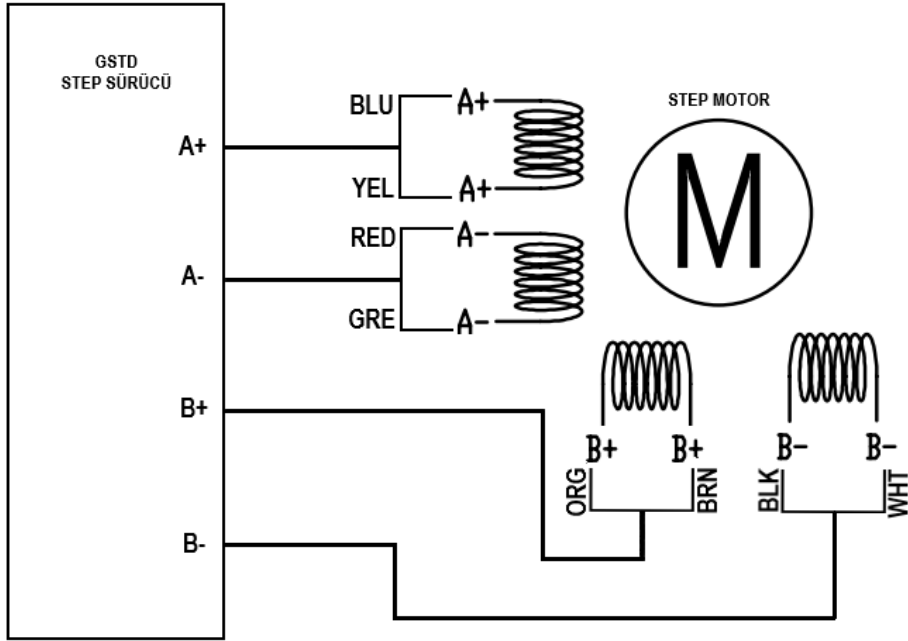 GSTD
STEP SÜRÜCÜ
STEP MOTOR
M
A+
BLU
A+
YEL
A+
A-
RED
A-
GRE
A-
B+
B+
B+
ORG
BRN
B-
B-
B-
BLK
WHT